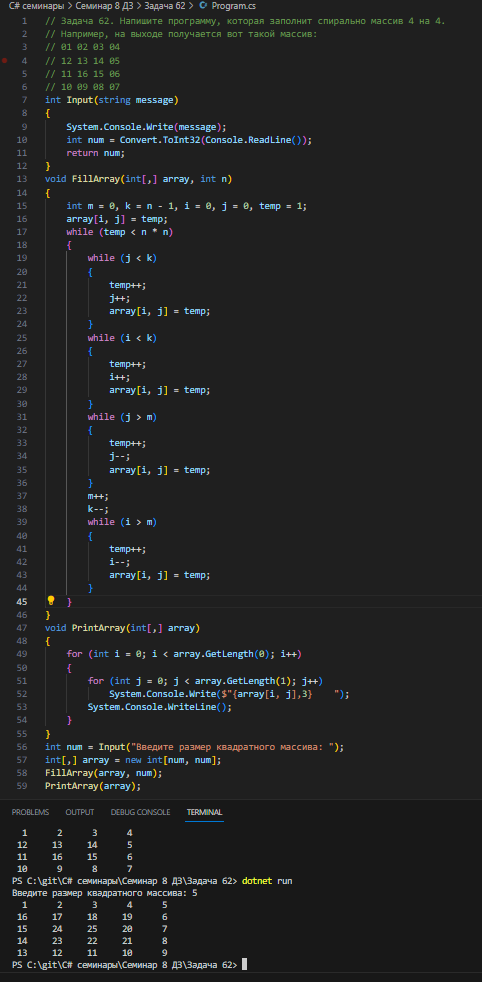 C# семинары > Семинар 8 ДЗ > Задача 62 > Program.cs
1 // Задача 62. Напишите программу, которая заполнит спирально массив 4 на 4.
2 // Например, на выходе получается вот такой массив:
3 // 01 02 03 04
4 // 12 13 14 05
5 // 11 16 15 06
6 // 10 09 08 07
7 int Input(string message)
8 {
9 System.Console.Write(message);
10 int num = Convert.ToInt32(Console.ReadLine());
11 return num;
12 }
13 void FillArray(int[,] array, int n)
14 {
15 int m = 0, k = n - 1, i = 0, j = 0, temp = 1;
16 array[i, j] = temp;
17 while (temp < n * n)
18 {
19 while (j < k)
20 {
21 temp++;
22 j++;
23 array[i, j] = temp;
24 }
25 while (i < k)
26 {
27 temp++;
28 i++;
29 array[i, j] = temp;
30 }
31 while (j > m)
32 {
33 temp++;
34 j--;
35 array[i, j] = temp;
36 }
37 m++;
38 k--;
39 while (i > m)
40 {
41 temp++;
42 i--;
43 array[i, j] = temp;
44 }
45 }
46 }
47 void PrintArray(int[,] array)
48 {
49 for (int i = 0; i < array.GetLength(0); i++)
50 {
51 for (int j = 0; j < array.GetLength(1); j++)
52 System.Console.Write($"{array[i, j],3}    ");
53 System.Console.WriteLine();
54 }
55 }
56 int num = Input("Введите размер квадратного массива: ");
57 int[,] array = new int[num, num];
58 FillArray(array, num);
59 PrintArray(array);
PROBLEMS OUTPUT DEBUG CONSOLE TERMINAL
1 2 3 4
12 13 14 5
11 16 15 6
10 9 8 7
PS C:\git\C# семинары\Семинар 8 ДЗ\Задача 62> dotnet run
Введите размер квадратного массива: 5
1 2 3 4 5
16 17 18 19 6
15 24 25 20 7
14 23 22 21 8
13 12 11 10 9
PS C:\git\C# семинары\Семинар 8 ДЗ\Задача 62>